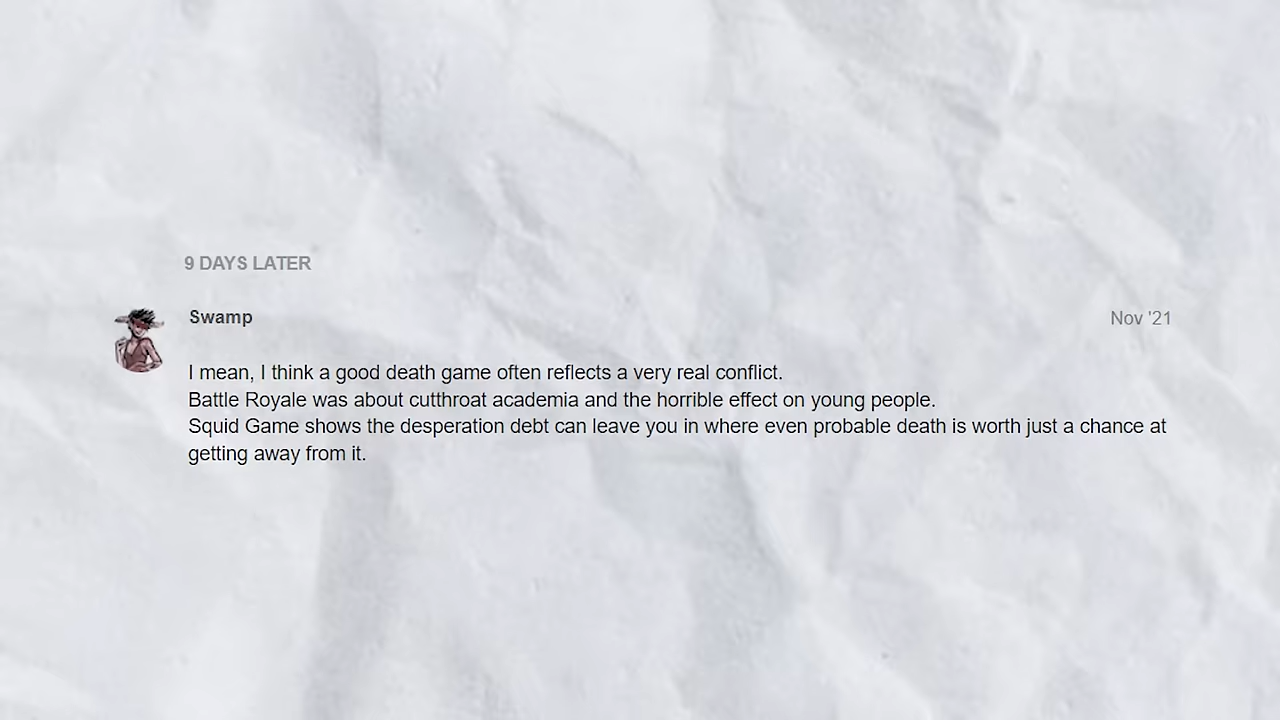 9 DAYS LATER
Swamp
Nov '21
I mean, I think a good death game often reflects a very real conflict.
Battle Royale was about cutthroat academia and the horrible effect on young people.
Squid Game shows the desperation debt can leave you in where even probable death is worth just a chance at
getting away from it.